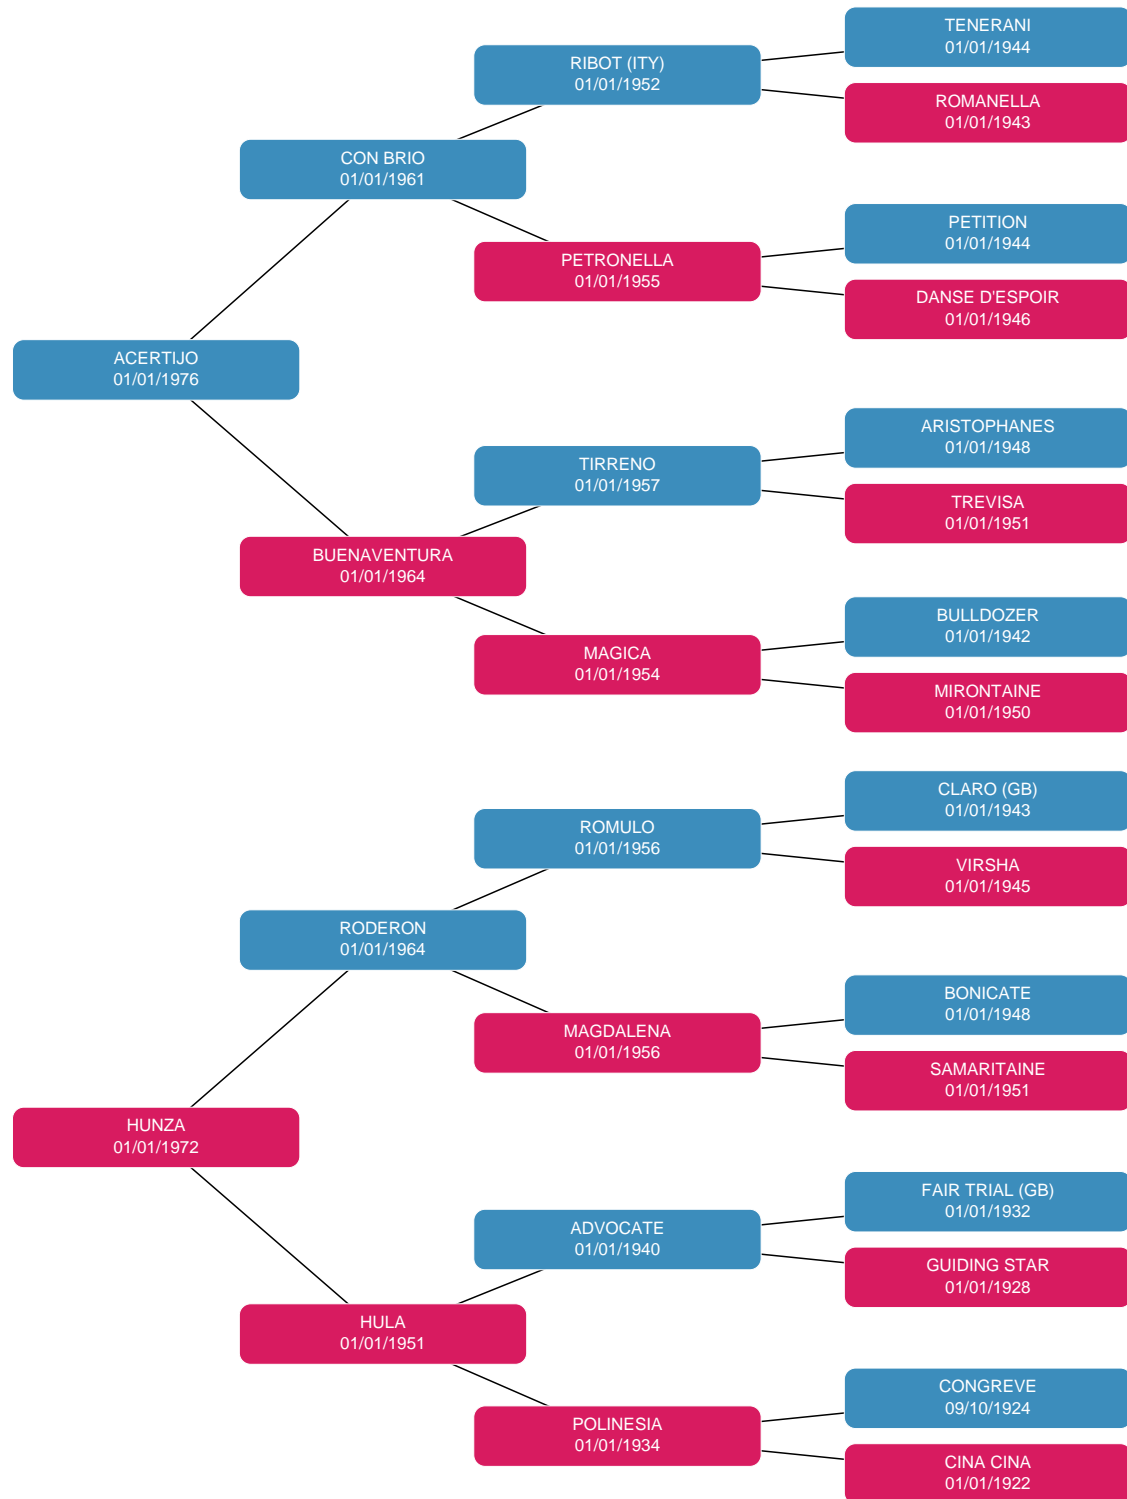 TENERANI
01/01/1944
RIBOT (ITY)
01/01/1952
ROMANELLA
01/01/1943
CON BRIO
01/01/1961
PETITION
01/01/1944
PETRONELLA
01/01/1955
DANSE D'ESPOIR
01/01/1946
ACERTIJO
01/01/1976
ARISTOPHANES
01/01/1948
TIRRENO
01/01/1957
TREVISA
01/01/1951
BUENAVENTURA
01/01/1964
BULLDOZER
01/01/1942
MAGICA
01/01/1954
MIRONTAINE
01/01/1950
CLARO (GB)
01/01/1943
ROMULO
01/01/1956
VIRSHA
01/01/1945
RODERON
01/01/1964
BONICATE
01/01/1948
MAGDALENA
01/01/1956
SAMARITAINE
01/01/1951
HUNZA
01/01/1972
FAIR TRIAL (GB)
01/01/1932
ADVOCATE
01/01/1940
GUIDING STAR
01/01/1928
HULA
01/01/1951
CONGREVE
09/10/1924
POLINESIA
01/01/1934
CINA CINA
01/01/1922